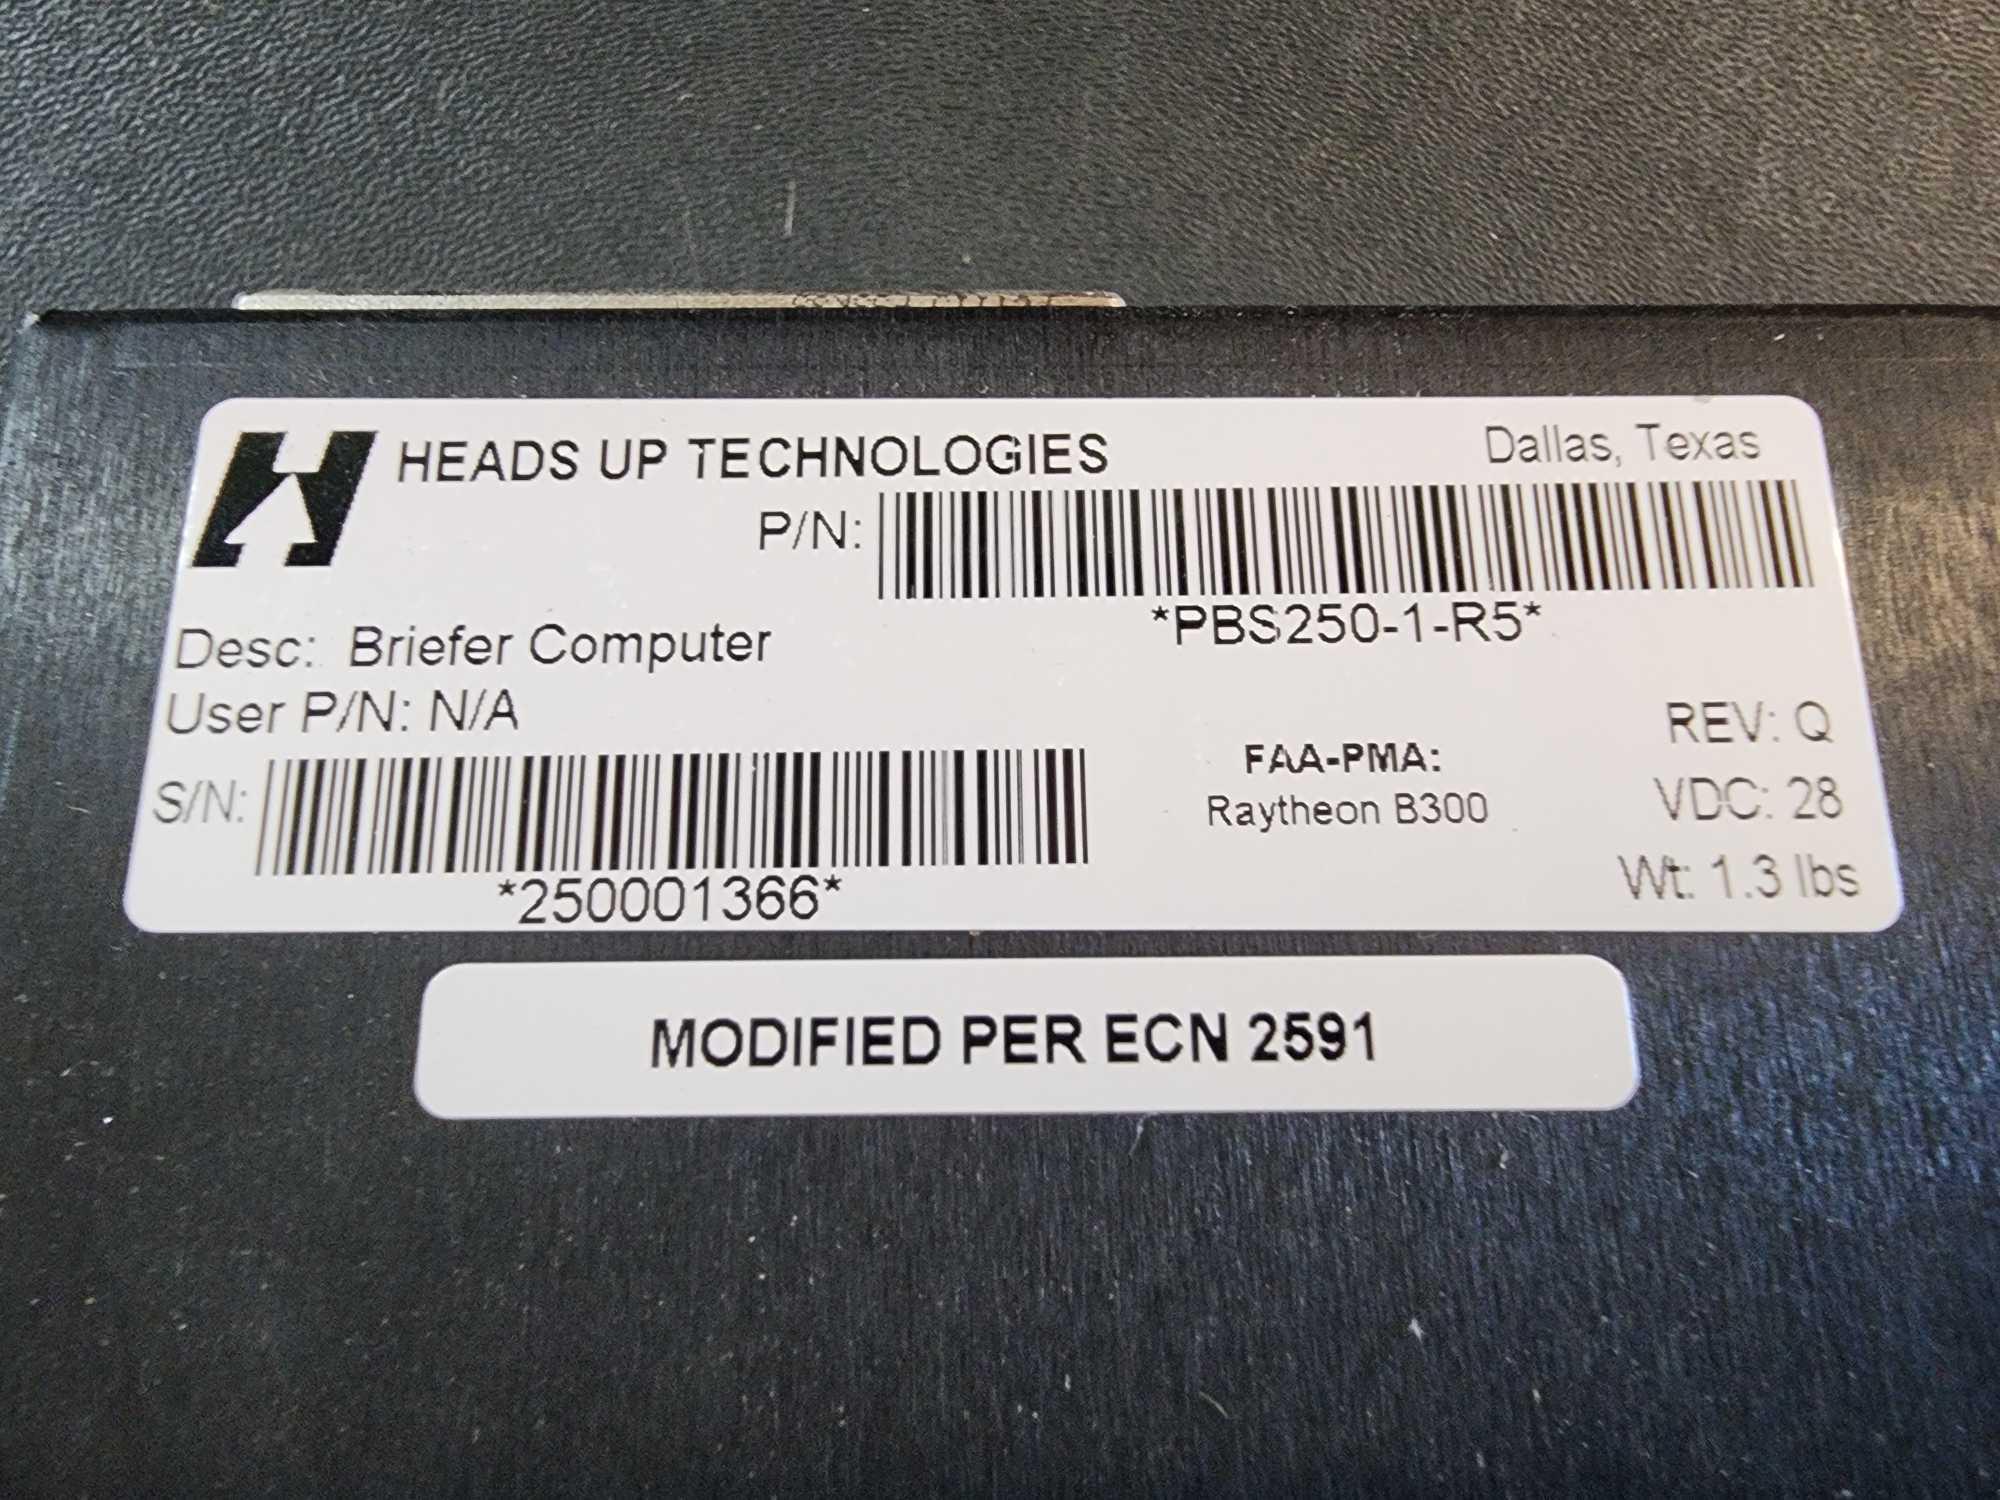 HEADS UP TECHNOLOGIES
Dallas, Texas
P/N:
*PBS250-1-R5*
Desc: Briefer Computer
User P/N: N/A
REV: Q
S/N:
*250001366*
FAA-PMA:
Raytheon B300
VDC: 28
Wt: 1.3 lbs
MODIFIED PER ECN 2591